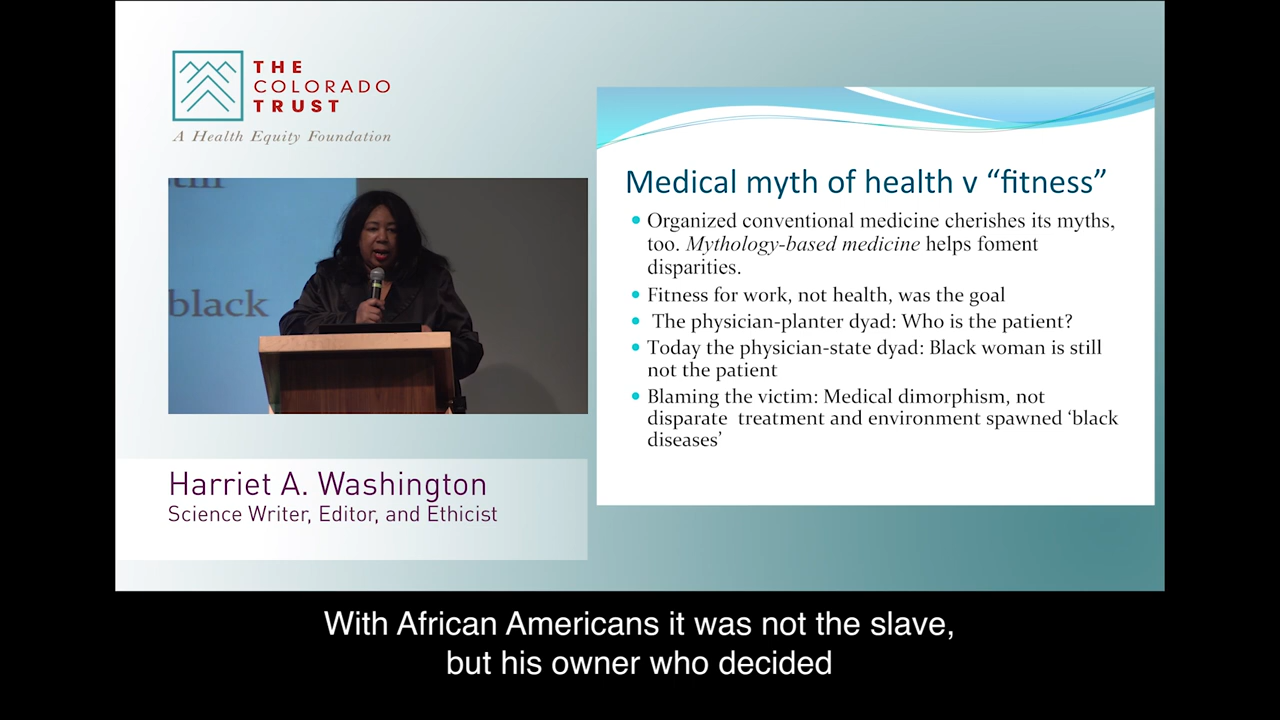 THE
COLORADO
TRUST
A Health Equity Foundation
black
Harriet A. Washington
Science Writer, Editor, and Ethicist
Medical myth of health v “fitness”
• Organized conventional medicine cherishes its myths,
too. Mythology-based medicine helps foment
disparities.
• Fitness for work, not health, was the goal
• The physician-planter dyad: Who is the patient?
• Today the physician-state dyad: Black woman is still
not the patient
• Blaming the victim: Medical dimorphism, not
disparate treatment and environment spawned ‘black
diseases’
With African Americans it was not the slave,
but his owner who decided